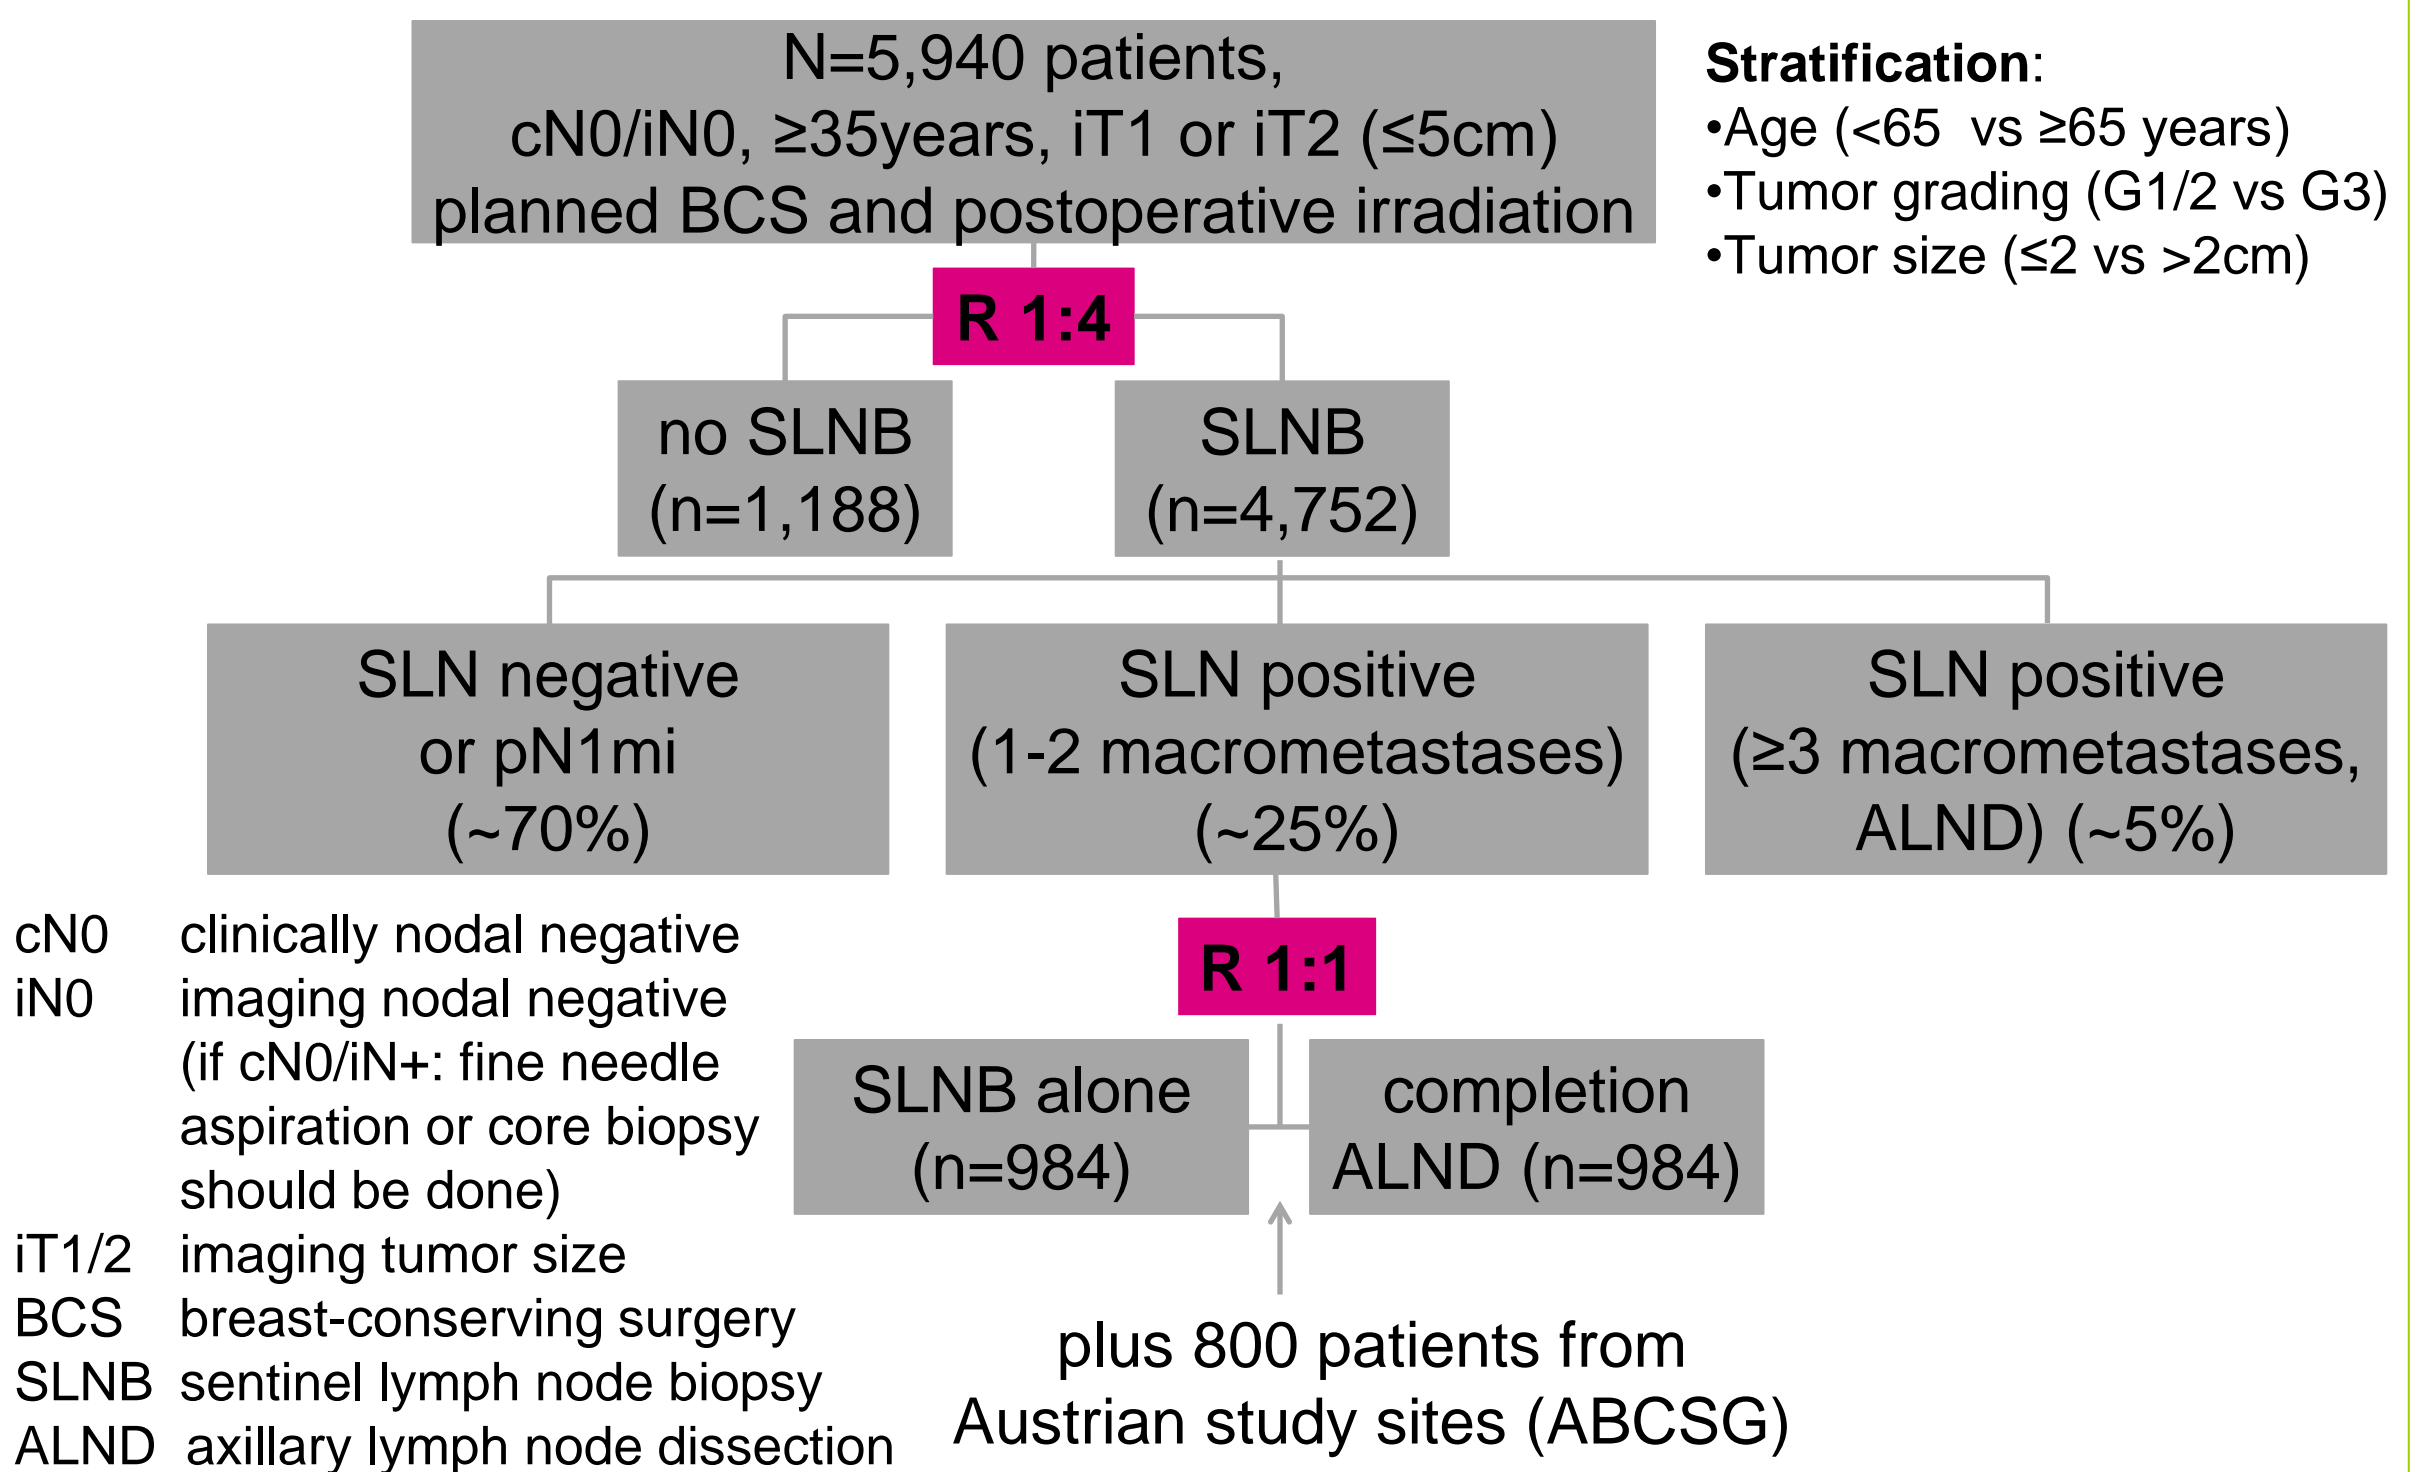 N=5,940 patients,
cN0/iN0, ≥35years, iT1 or iT2 (≤5cm)
planned BCS and postoperative irradiation
Stratification:
•Age (<65 vs ≥65 years)
•Tumor grading (G1/2 vs G3)
•Tumor size (≤2 vs >2cm)
R 1:4
no SLNB
(n=1,188)
SLNB
(n=4,752)
SLN negative
or pN1mi
(~70%)
SLN positive
(1-2 macrometastases)
(~25%)
SLN positive
(≥3 macrometastases,
ALND) (~5%)
R 1:1
SLNB alone
(n=984)
completion
ALND (n=984)
plus 800 patients from
Austrian study sites (ABCSG)
cN0 clinically nodal negative
iN0 imaging nodal negative
(if cN0/iN+: fine needle
aspiration or core biopsy
should be done)
iT1/2 imaging tumor size
BCS breast-conserving surgery
SLNB sentinel lymph node biopsy
ALND axillary lymph node dissection